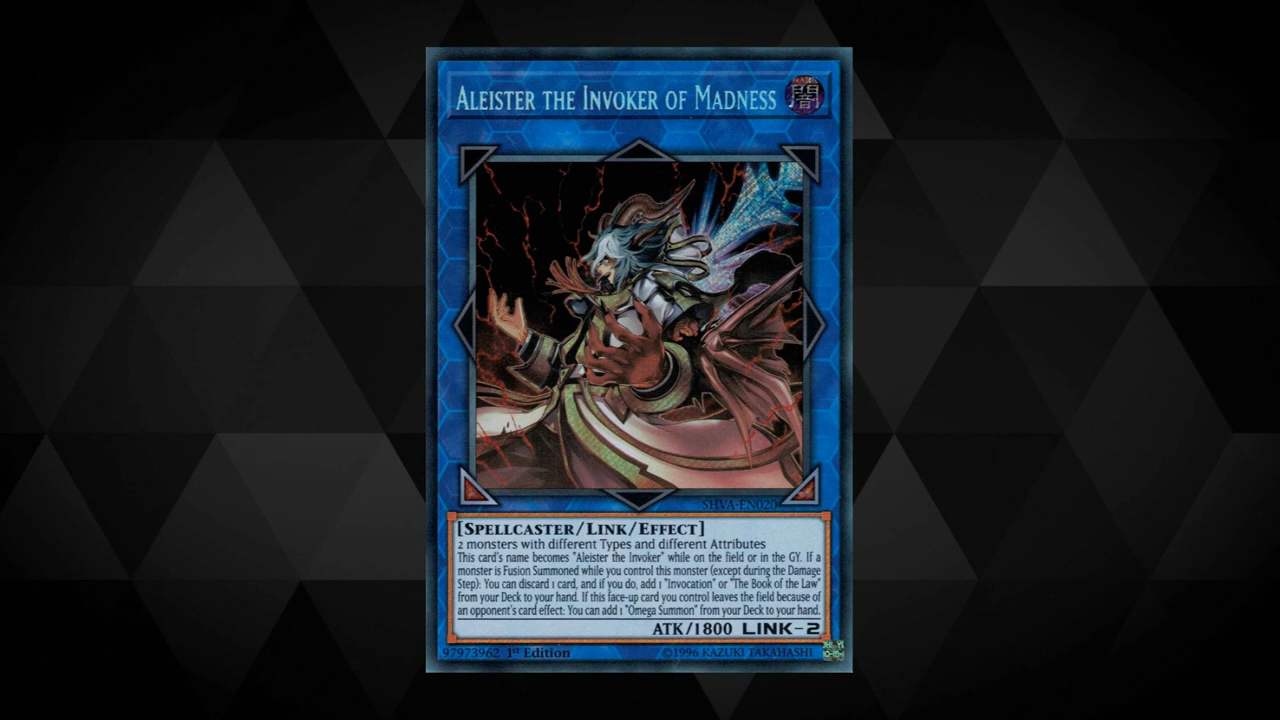 ALEISTER THE INVOKER OF MADNESS
闇
SHVA-EN020
[SPELLCASTER/LINK/EFFECT]
2 monsters with different Types and different Attributes
This card's name becomes "Aleister the Invoker" while on the field or in the GY. If a
monster is Fusion Summoned while you control this monster (except during the Damage
Step): You can discard 1 card, and if you do, add 1 "Invocation" or "The Book of the Law"
from your Deck to your hand. If this face-up card you control leaves the field because of
an opponent's card effect: You can add 1 "Omega Summon" from your Deck to your hand.
ATK/1800 LINK-2
97973962 1st Edition ©1996 KAZUKI TAKAHASHI